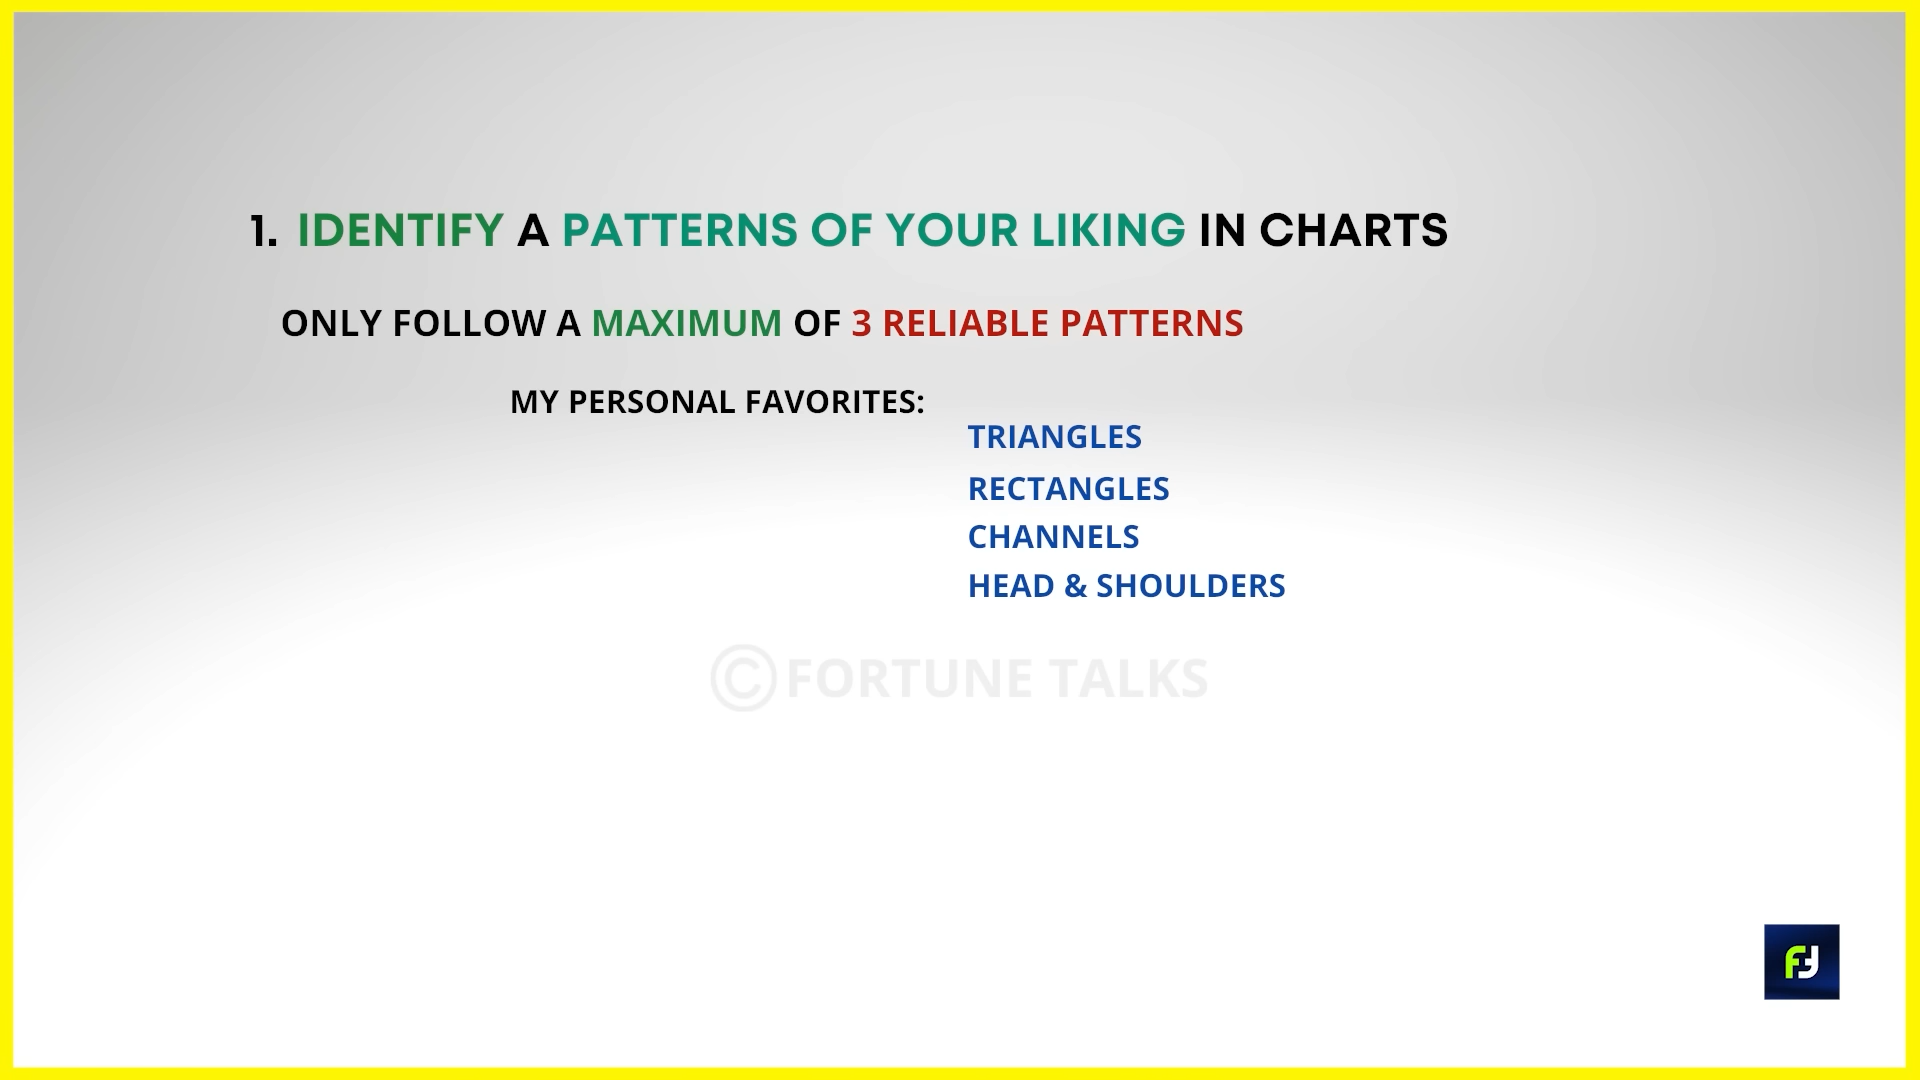 1. IDENTIFY A PATTERNS OF YOUR LIKING IN CHARTS
ONLY FOLLOW A MAXIMUM OF 3 RELIABLE PATTERNS
MY PERSONAL FAVORITES:
TRIANGLES
RECTANGLES
CHANNELS
HEAD & SHOULDERS
© FORTUNE TALKS